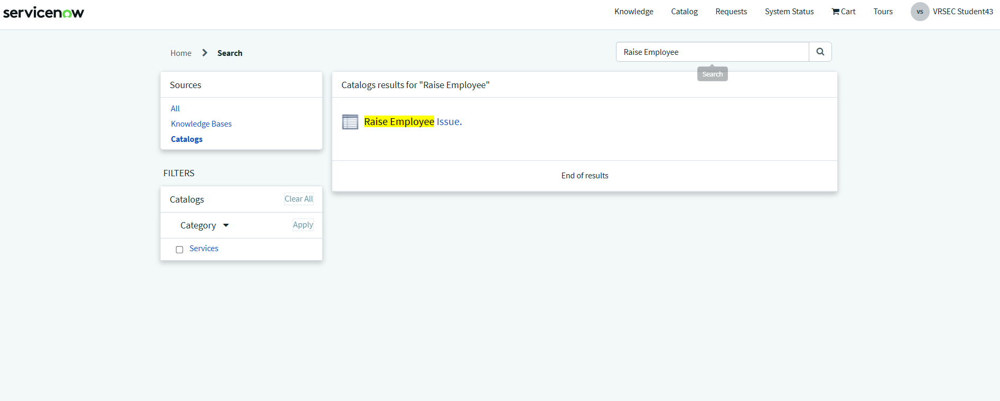 servicenow
Knowledge Catalog Requests System Status Cart Tours vs VRSEC Student43
Home Search
Raise Employee
Search
Sources
All
Knowledge Bases
Catalogs
FILTERS
Catalogs Clear All
Category Apply
Services
Catalogs results for "Raise Employee"
Raise Employee Issue.
End of results